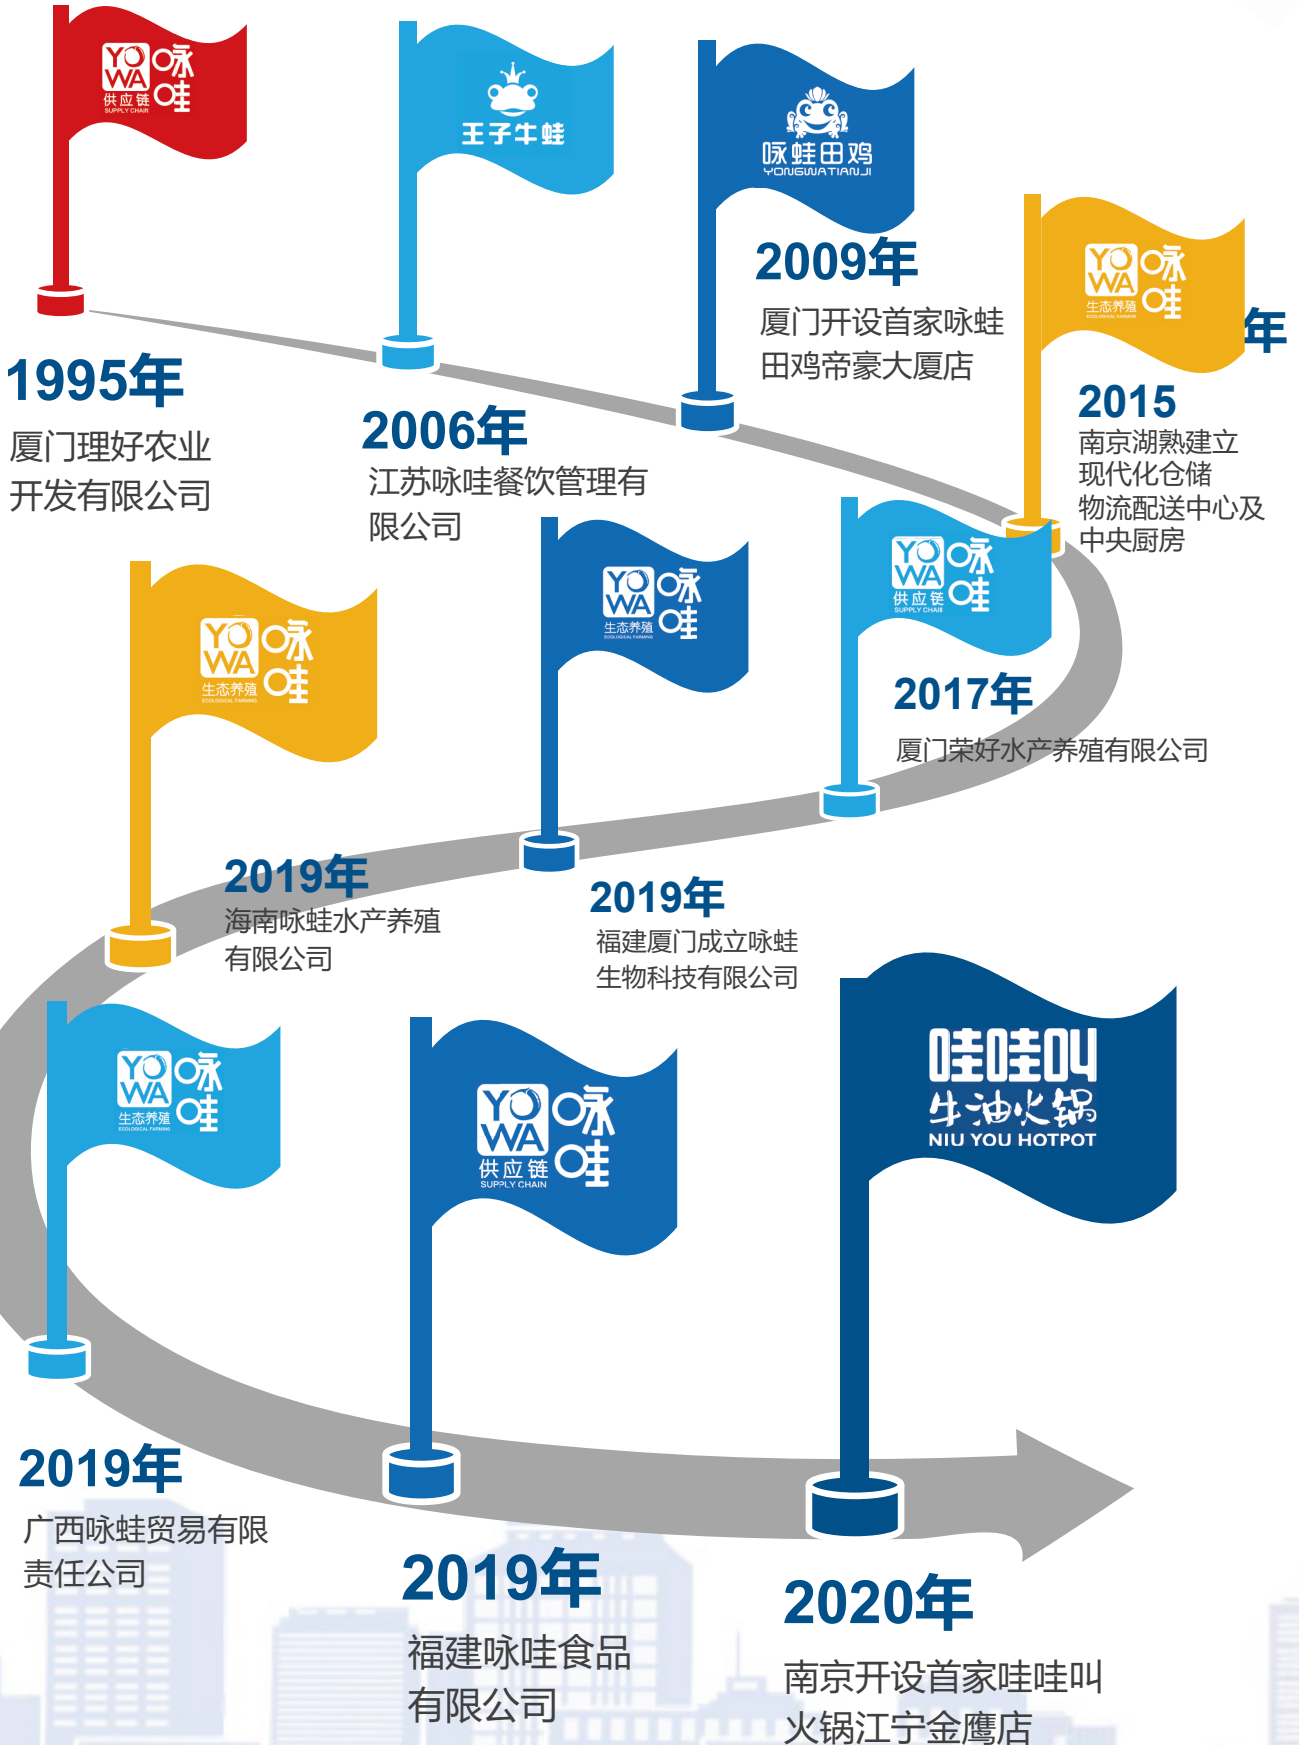 YO
WA
咏
哇
供应链
SUPPLY CHAIN
王子牛蛙
咏蛙田鸡
YONGWATIANJI
YO
WA
咏
哇
生态养殖
ECOLOGICAL FARMING
1995年
厦门理好农业
开发有限公司
2006年
江苏咏哇餐饮管理有
限公司
2009年
厦门开设首家咏蛙
田鸡帝豪大厦店
年
2015
南京湖熟建立
现代化仓储
物流配送中心及
中央厨房
YO
WA
咏
哇
生态养殖
ECOLOGICAL FARMING
YO
WA
咏
哇
生态养殖
ECOLOGICAL FARMING
YO
WA
咏
哇
供应链
SUPPLY CHAIN
2017年
厦门荣好水产养殖有限公司
2019年
海南咏蛙水产养殖
有限公司
2019年
福建厦门成立咏蛙
生物科技有限公司
YO
WA
咏
哇
生态养殖
ECOLOGICAL FARMING
YO
WA
咏
哇
供应链
SUPPLY CHAIN
哇哇叫
牛油火锅
NIU YOU HOTPOT
2019年
广西咏蛙贸易有限
责任公司
2019年
福建咏哇食品
有限公司
2020年
南京开设首家哇哇叫
火锅江宁金鹰店